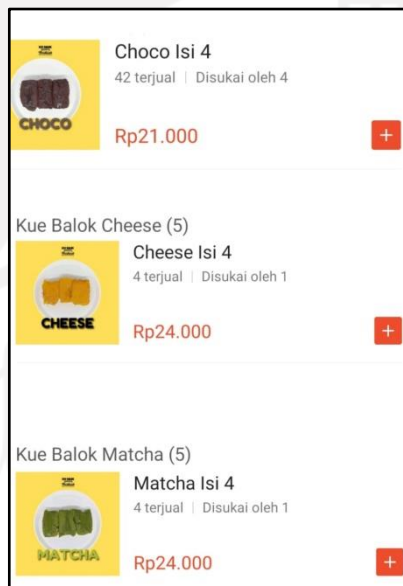 Choco Isi 4
42 terjual | Disukai oleh 4
CHOCO
Rp21.000
+
Kue Balok Cheese (5)
Cheese Isi 4
4 terjual | Disukai oleh 1
CHEESE
Rp24.000
+
Kue Balok Matcha (5)
Matcha Isi 4
4 terjual | Disukai oleh 1
MATCHA
Rp24.000
+